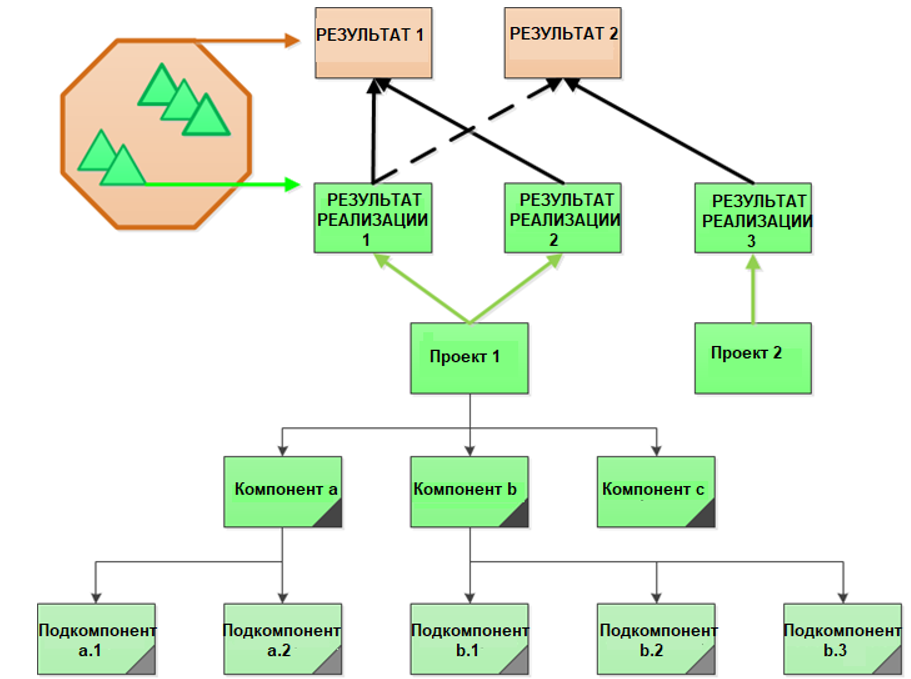 РЕЗУЛЬТАТ 1
РЕЗУЛЬТАТ 2
РЕЗУЛЬТАТ
РЕАЛИЗАЦИИ
1
РЕЗУЛЬТАТ
РЕАЛИЗАЦИИ
2
РЕЗУЛЬТАТ
РЕАЛИЗАЦИИ
3
Проект 1
Проект 2
Компонент a
Компонент b
Компонент c
Подкомпонент
a.1
Подкомпонент
a.2
Подкомпонент
b.1
Подкомпонент
b.2
Подкомпонент
b.3